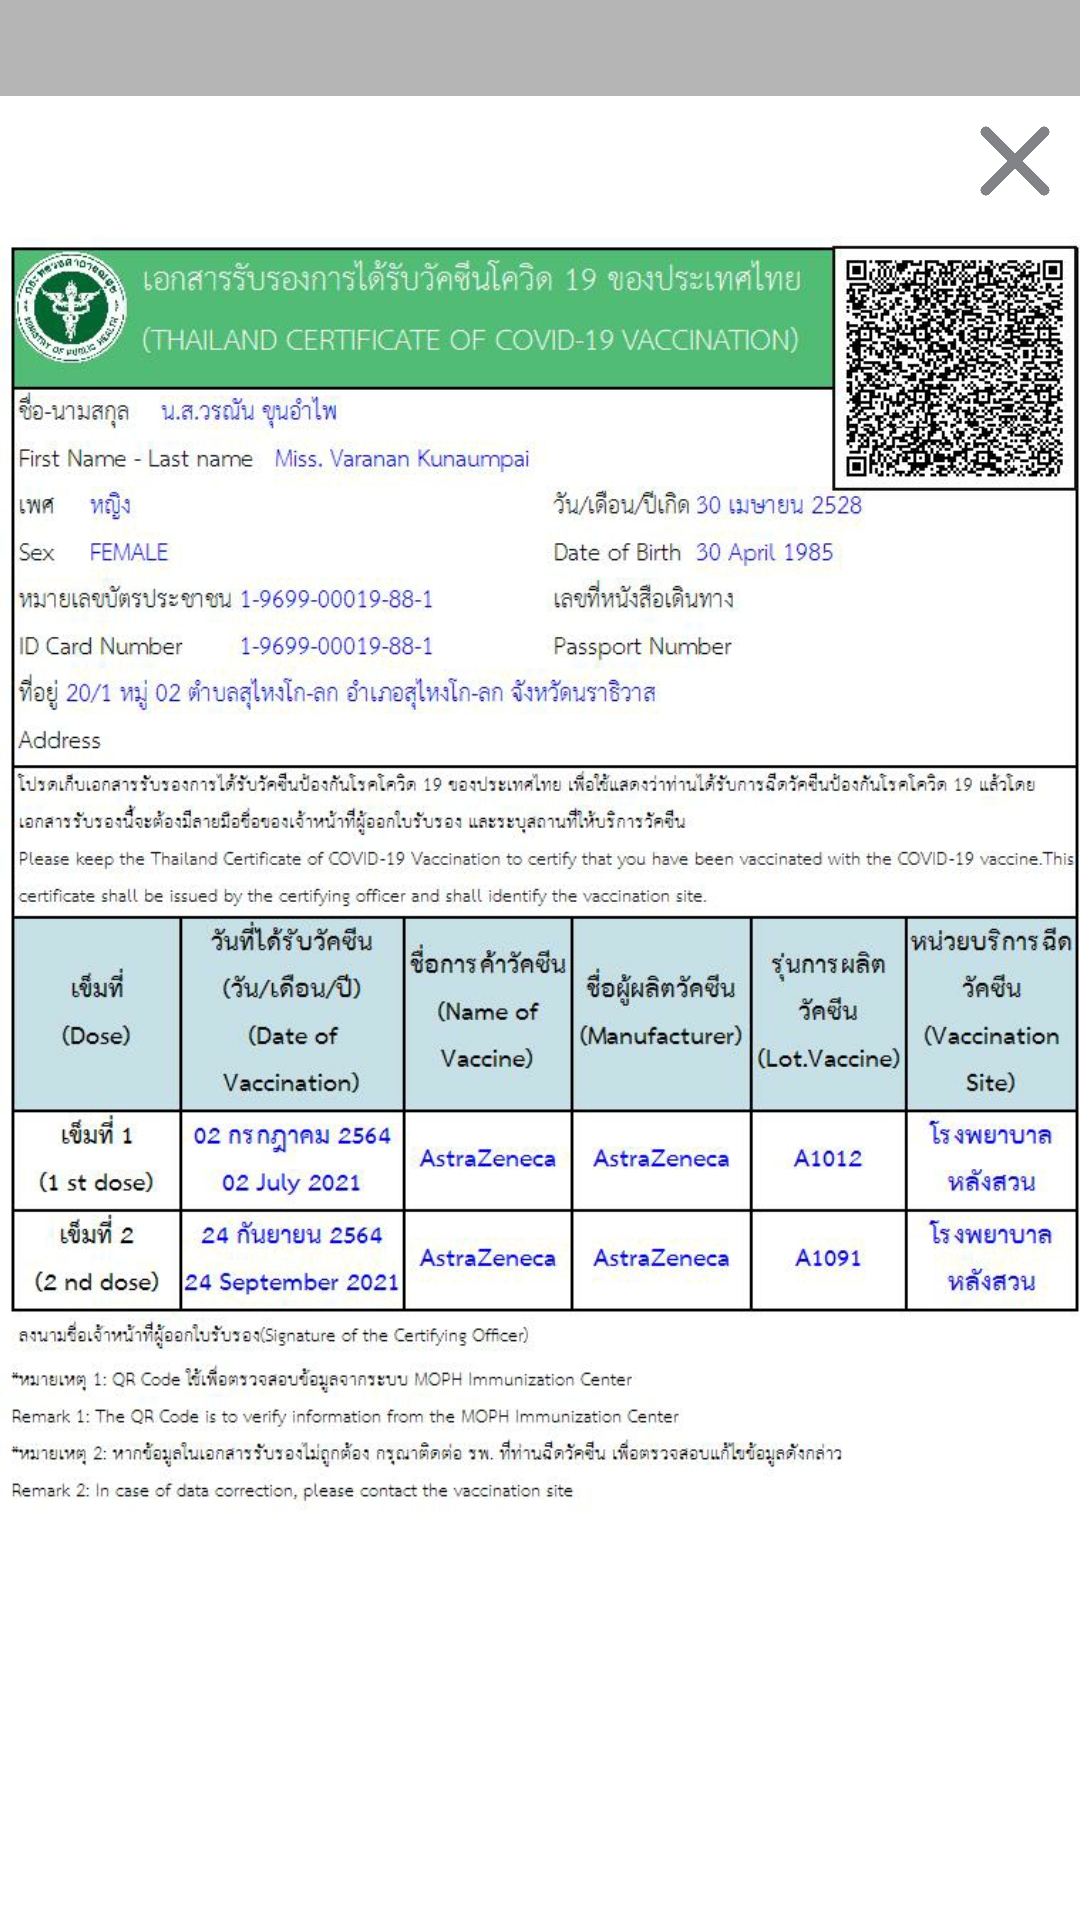 เอกสารรับรองการได้รับวัคซีนโควิด 19 ของประเทศไทย
(THAILAND CERTIFICATE OF COVID-19 VACCINATION)
กระทรวงสาธารณสุข
MINISTRY OF PUBLIC HEALTH
ชื่อ-นามสกุล น.ส.วรณัน ขุนอำไพ
First Name - Last name Miss. Varanan Kunaumpai
เพศ หญิง วัน/เดือน/ปีเกิด 30 เมษายน 2528
Sex FEMALE Date of Birth 30 April 1985
หมายเลขบัตรประชาชน 1-9699-00019-88-1 เลขที่หนังสือเดินทาง
ID Card Number 1-9699-00019-88-1 Passport Number
ที่อยู่ 20/1 หมู่ 02 ตำบลสุไหงโก-ลก อำเภอสุไหงโก-ลก จังหวัดนราธิวาส
Address
โปรดเก็บเอกสารรับรองการได้รับวัคซีนป้องกันโรคโควิด 19 ของประเทศไทย เพื่อใช้แสดงว่าท่านได้รับการฉีดวัคซีนป้องกันโรคโควิด 19 แล้วโดย
เอกสารรับรองนี้จะต้องมีลายมือชื่อของเจ้าหน้าที่ผู้ออกใบรับรอง และระบุสถานที่ให้บริการวัคซีน
Please keep the Thailand Certificate of COVID-19 Vaccination to certify that you have been vaccinated with the COVID-19 vaccine.This
certificate shall be issued by the certifying officer and shall identify the vaccination site.
เข็มที่
(Dose)
วันที่ได้รับวัคซีน
(วัน/เดือน/ปี)
(Date of
Vaccination)
ชื่อการค้าวัคซีน
(Name of
Vaccine)
ชื่อผู้ผลิตวัคซีน
(Manufacturer)
รุ่นการผลิต
วัคซีน
(Lot.Vaccine)
หน่วยบริการฉีด
วัคซีน
(Vaccination
Site)
เข็มที่ 1
(1 st dose)
02 กรกฎาคม 2564
02 July 2021
AstraZeneca
AstraZeneca
A1012
โรงพยาบาล
หลังสวน
เข็มที่ 2
(2 nd dose)
24 กันยายน 2564
24 September 2021
AstraZeneca
AstraZeneca
A1091
โรงพยาบาล
หลังสวน
ลงนามชื่อเจ้าหน้าที่ผู้ออกใบรับรอง(Signature of the Certifying Officer)
*หมายเหตุ 1: QR Code ใช้เพื่อตรวจสอบข้อมูลจากระบบ MOPH Immunization Center
Remark 1: The QR Code is to verify information from the MOPH Immunization Center
*หมายเหตุ 2: หากข้อมูลในเอกสารรับรองไม่ถูกต้อง กรุณาติดต่อ รพ. ที่ท่านฉีดวัคซีน เพื่อตรวจสอบแก้ไขข้อมูลดังกล่าว
Remark 2: In case of data correction, please contact the vaccination site